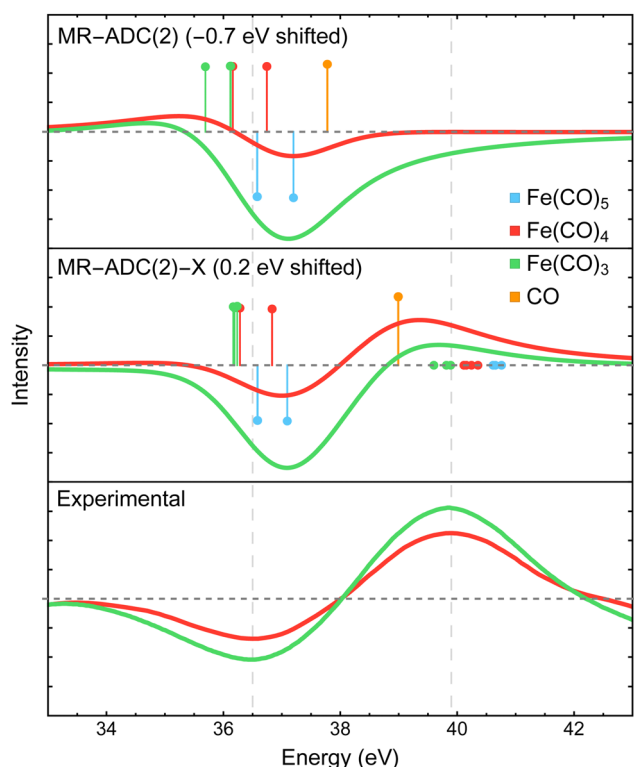 MR−ADC(2) (−0.7 eV shifted)
Fe(CO)5
Fe(CO)4
Fe(CO)3
CO
MR−ADC(2)−X (0.2 eV shifted)
Intensity
Experimental
34 36 38 40 42
Energy (eV)